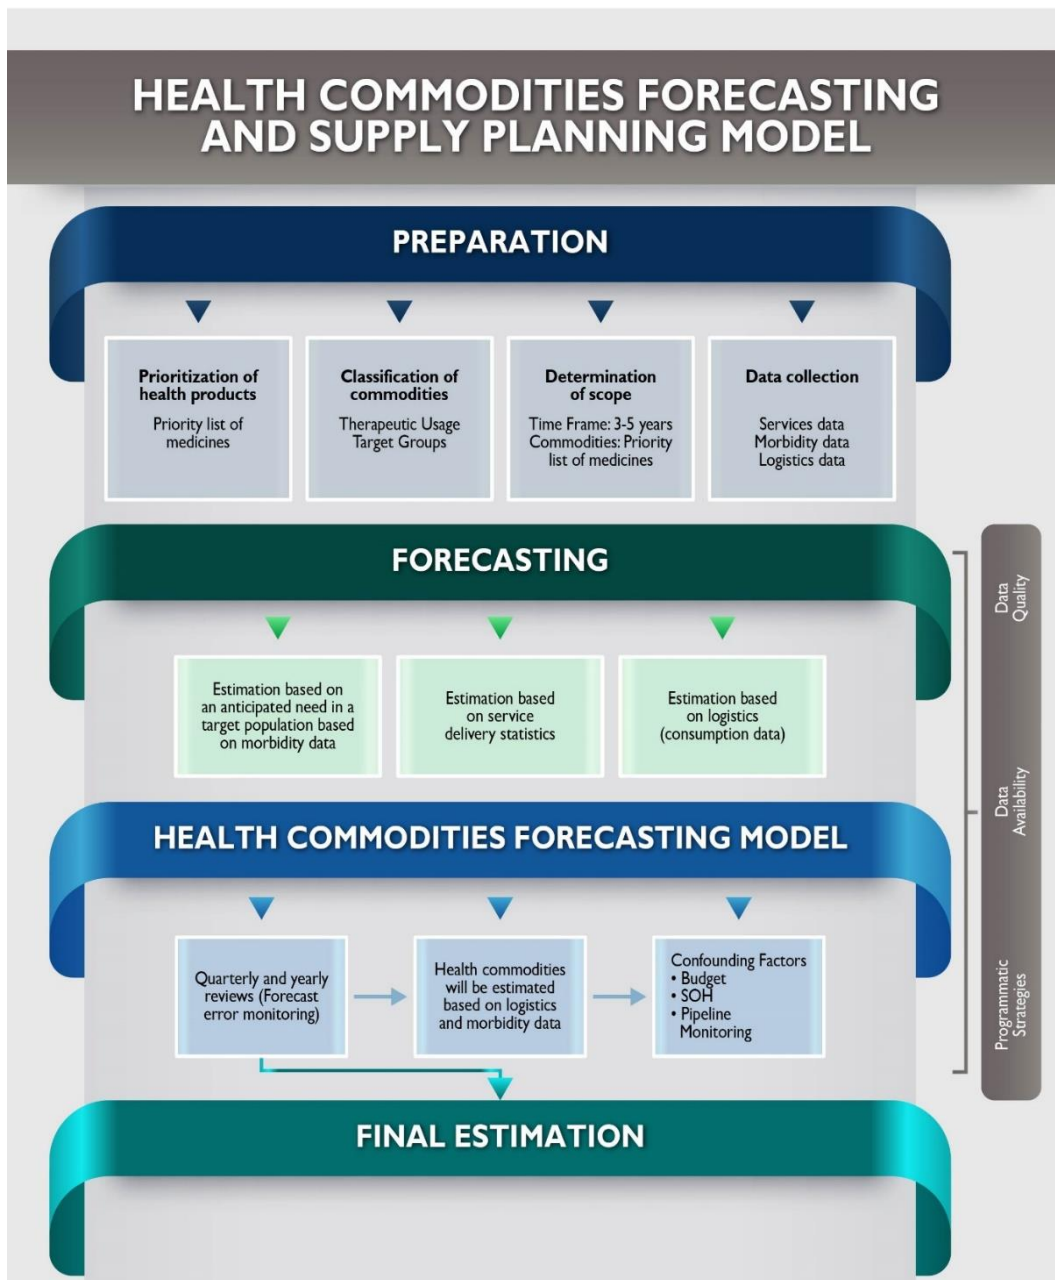 HEALTH COMMODITIES FORECASTING
AND SUPPLY PLANNING MODEL
PREPARATION
Prioritization of
health products
Priority list of
medicines
Classification of
commodities
Therapeutic Usage
Target Groups
Determination
of scope
Time Frame: 3-5 years
Commodities: Priority
list of medicines
Data collection
Services data
Morbidity data
Logistics data
FORECASTING
Estimation based on
an anticipated need in a
target population based
on morbidity data
Estimation based
on service
delivery statistics
Estimation based
on logistics
(consumption data)
HEALTH COMMODITIES FORECASTING MODEL
Quarterly and yearly
reviews (Forecast
error monitoring)
Health commodities
will be estimated
based on logistics
and morbidity data
Confounding Factors
• Budget
• SOH
• Pipeline
Monitoring
Data
Quality
Data
Availability
Programmatic
Strategies
FINAL ESTIMATION